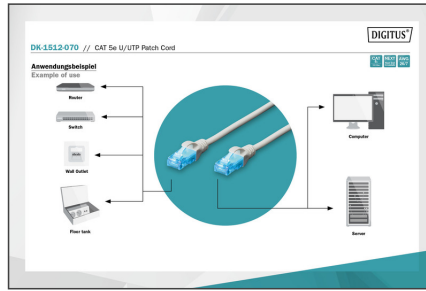 DIGITUS®
DK-1512-070 // CAT 5e U/UTP Patch Cord
Anwendungsbeispiel
Example of use
Router
Switch
Wall Outlet
Floor tank
Computer
Server